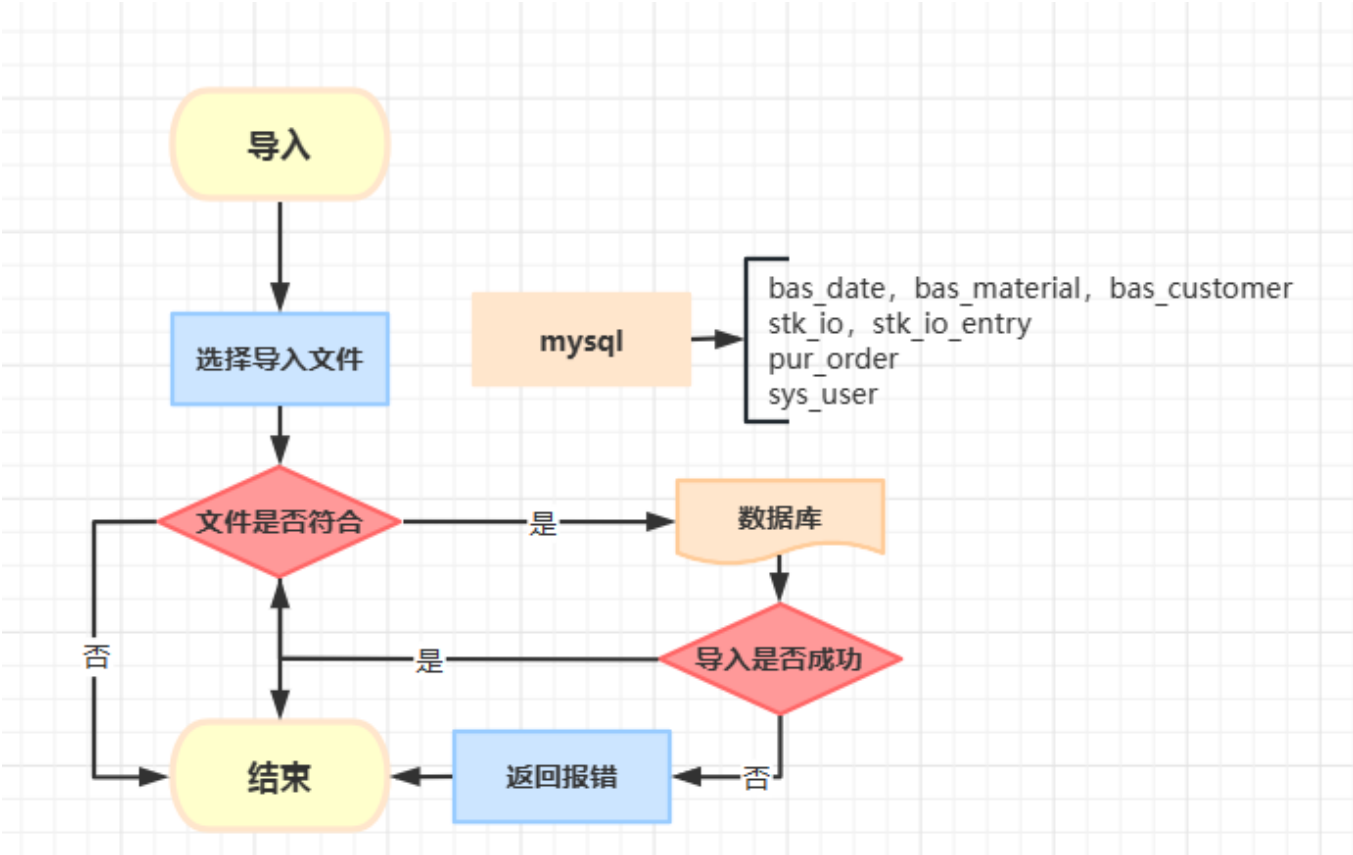 导入
选择导入文件
mysql
bas_date，bas_material，bas_customer
stk_io，stk_io_entry
pur_order
sys_user
文件是否符合
是
数据库
否
是
导入是否成功
结束
返回报错
否